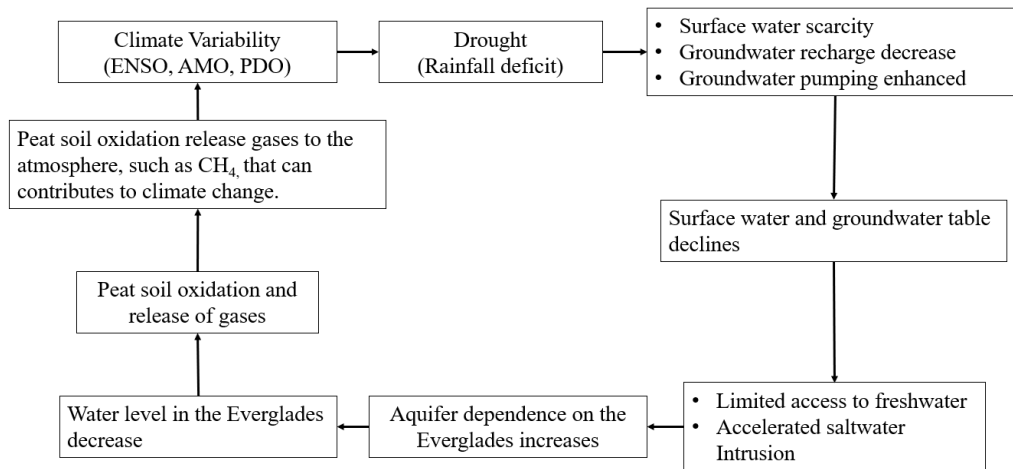 Climate Variability
(ENSO, AMO, PDO)
Drought
(Rainfall deficit)
• Surface water scarcity
• Groundwater recharge decrease
• Groundwater pumping enhanced
Surface water and groundwater table
declines
• Limited access to freshwater
• Accelerated saltwater
Intrusion
Aquifer dependence on the
Everglades increases
Water level in the Everglades
decrease
Peat soil oxidation and
release of gases
Peat soil oxidation release gases to the
atmosphere, such as CH₄, that can
contributes to climate change.